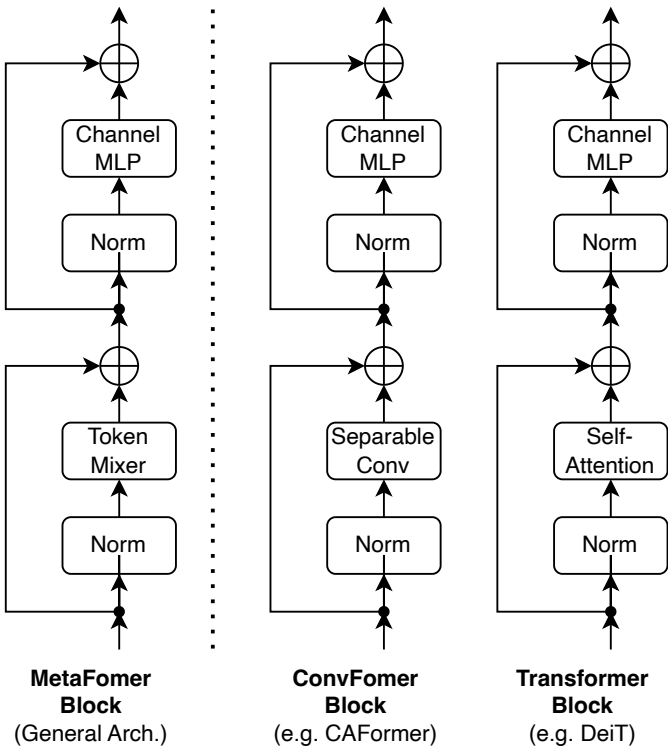 Channel
MLP
Norm
Token
Mixer
Norm
MetaFomer
Block
(General Arch.)
Channel
MLP
Norm
Separable
Conv
Norm
ConvFomer
Block
(e.g. CAFormer)
Channel
MLP
Norm
Self-
Attention
Norm
Transformer
Block
(e.g. DeiT)